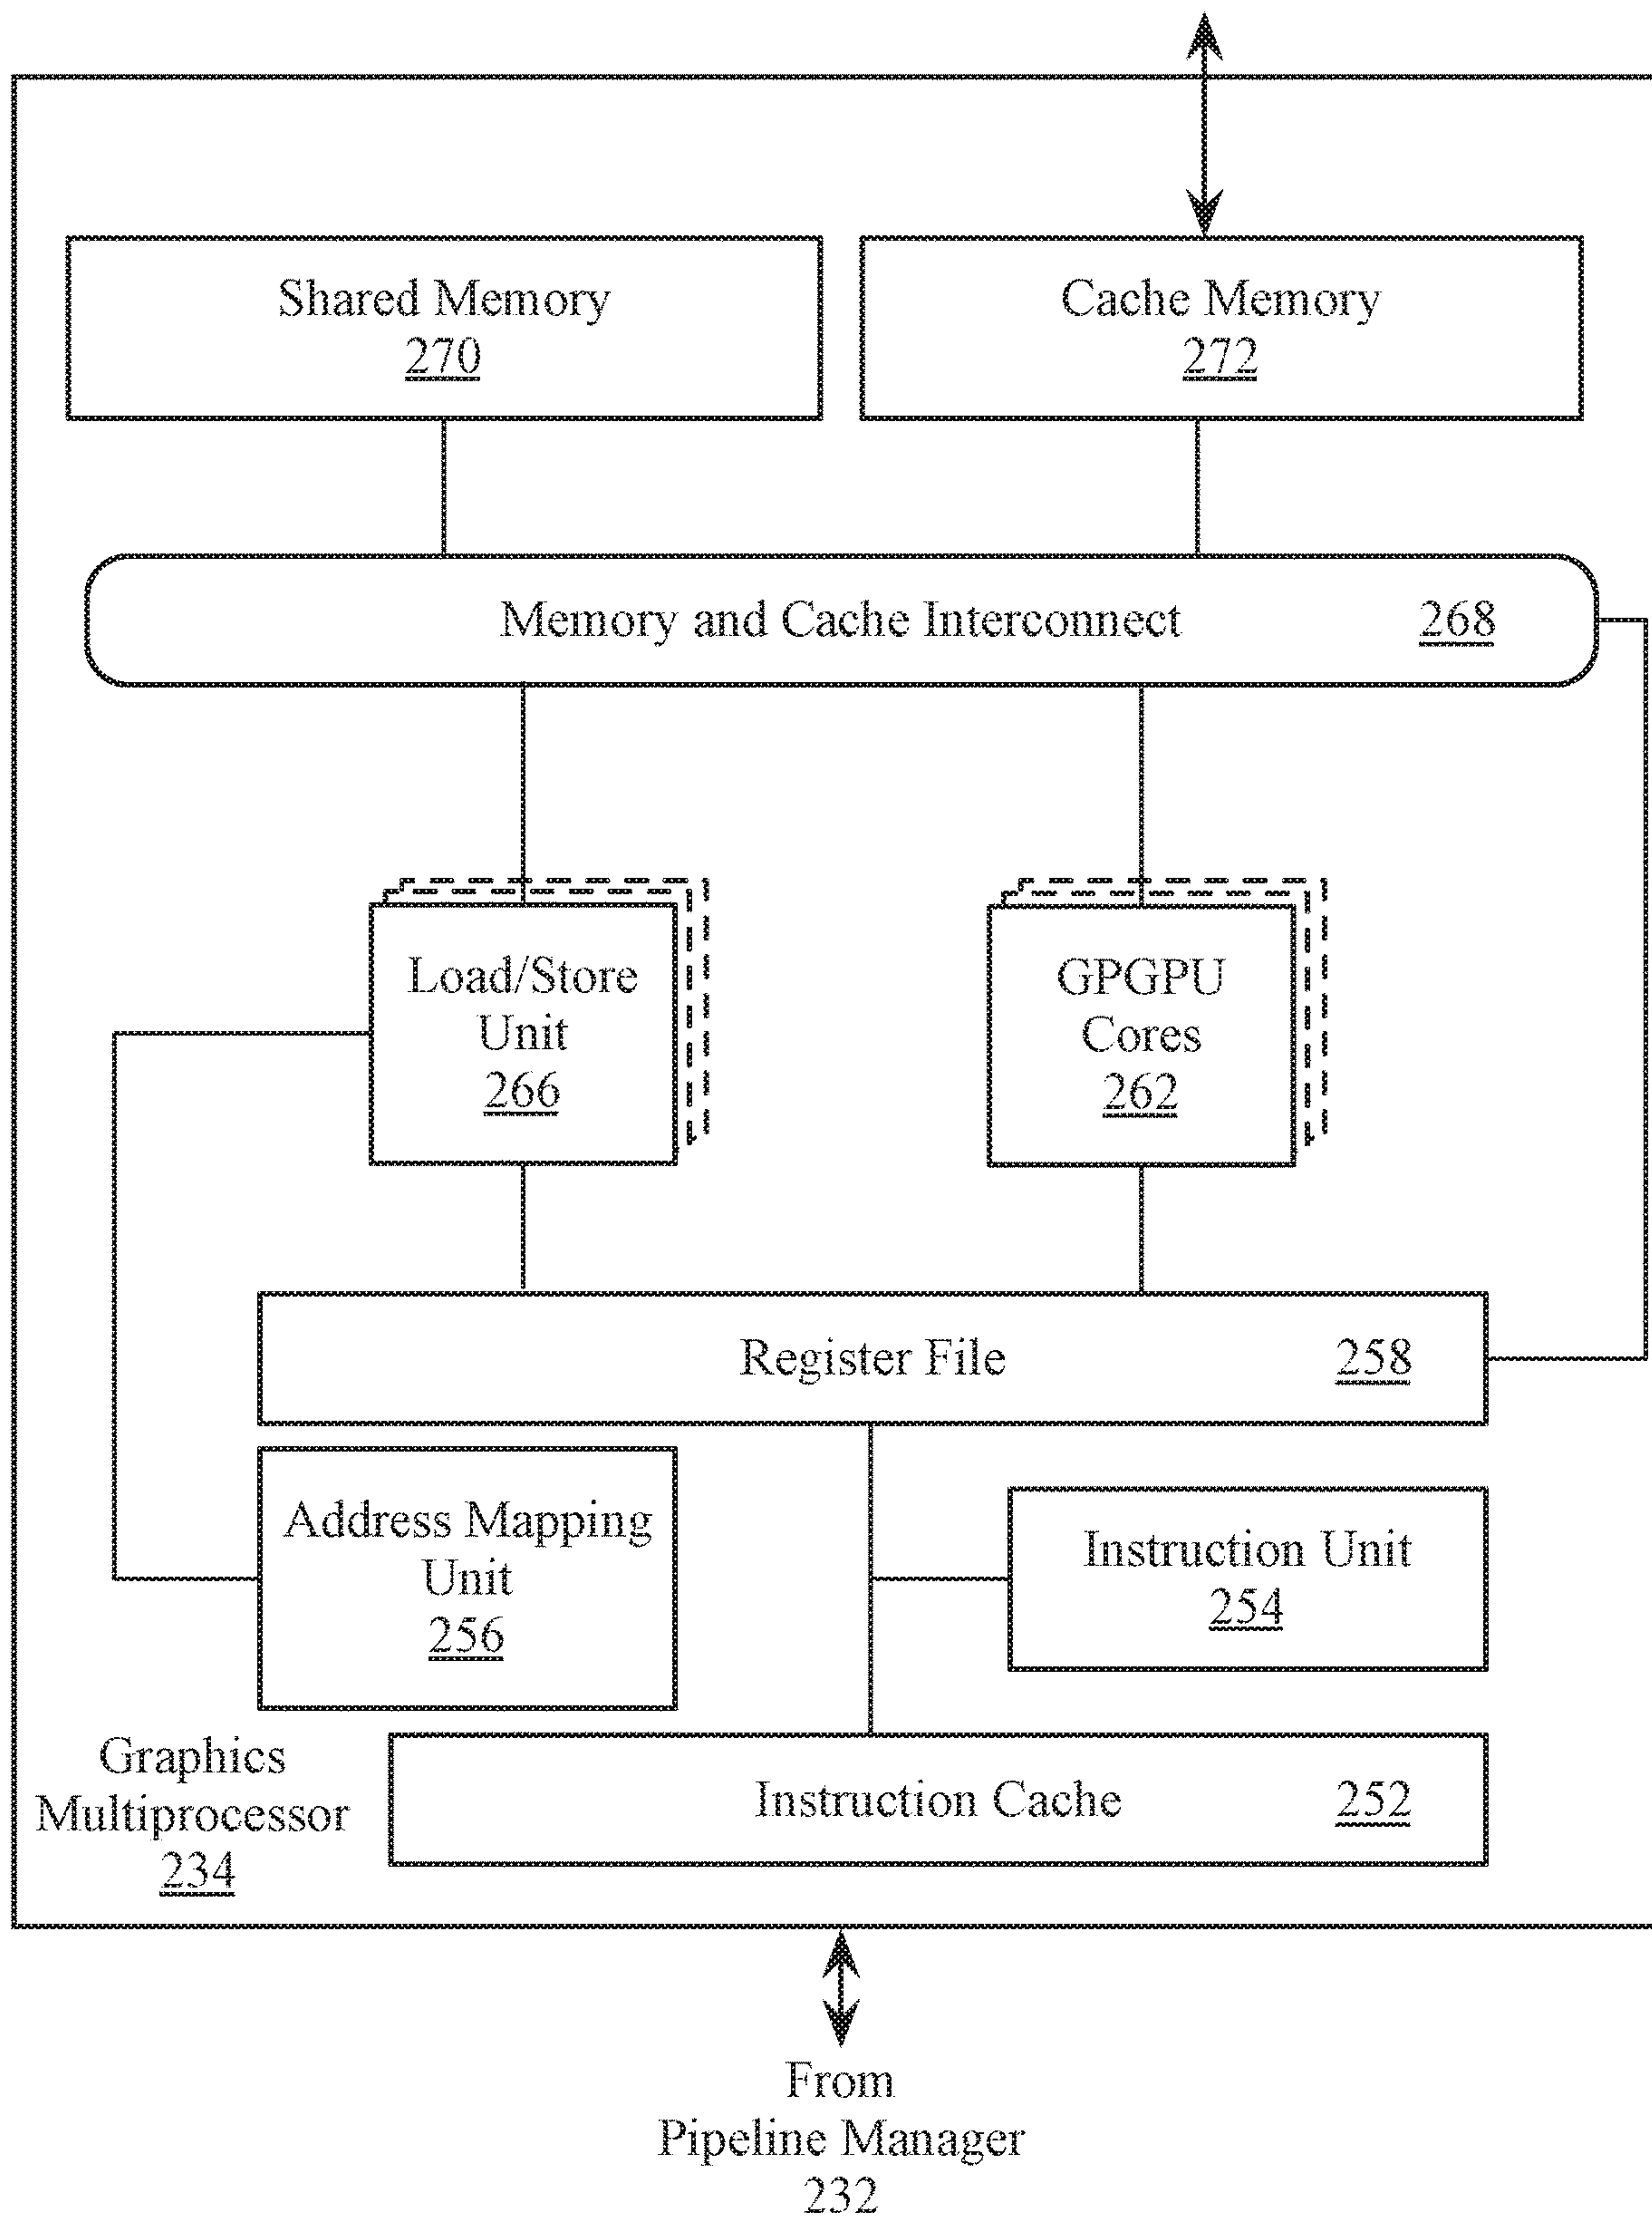 Shared Memory
270
Cache Memory
272
Memory and Cache Interconnect 268
Load/Store
Unit
266
GPGPU
Cores
262
Register File 258
Address Mapping
Unit
256
Instruction Unit
254
Graphics
Multiprocessor
234
Instruction Cache 252
From
Pipeline Manager
232